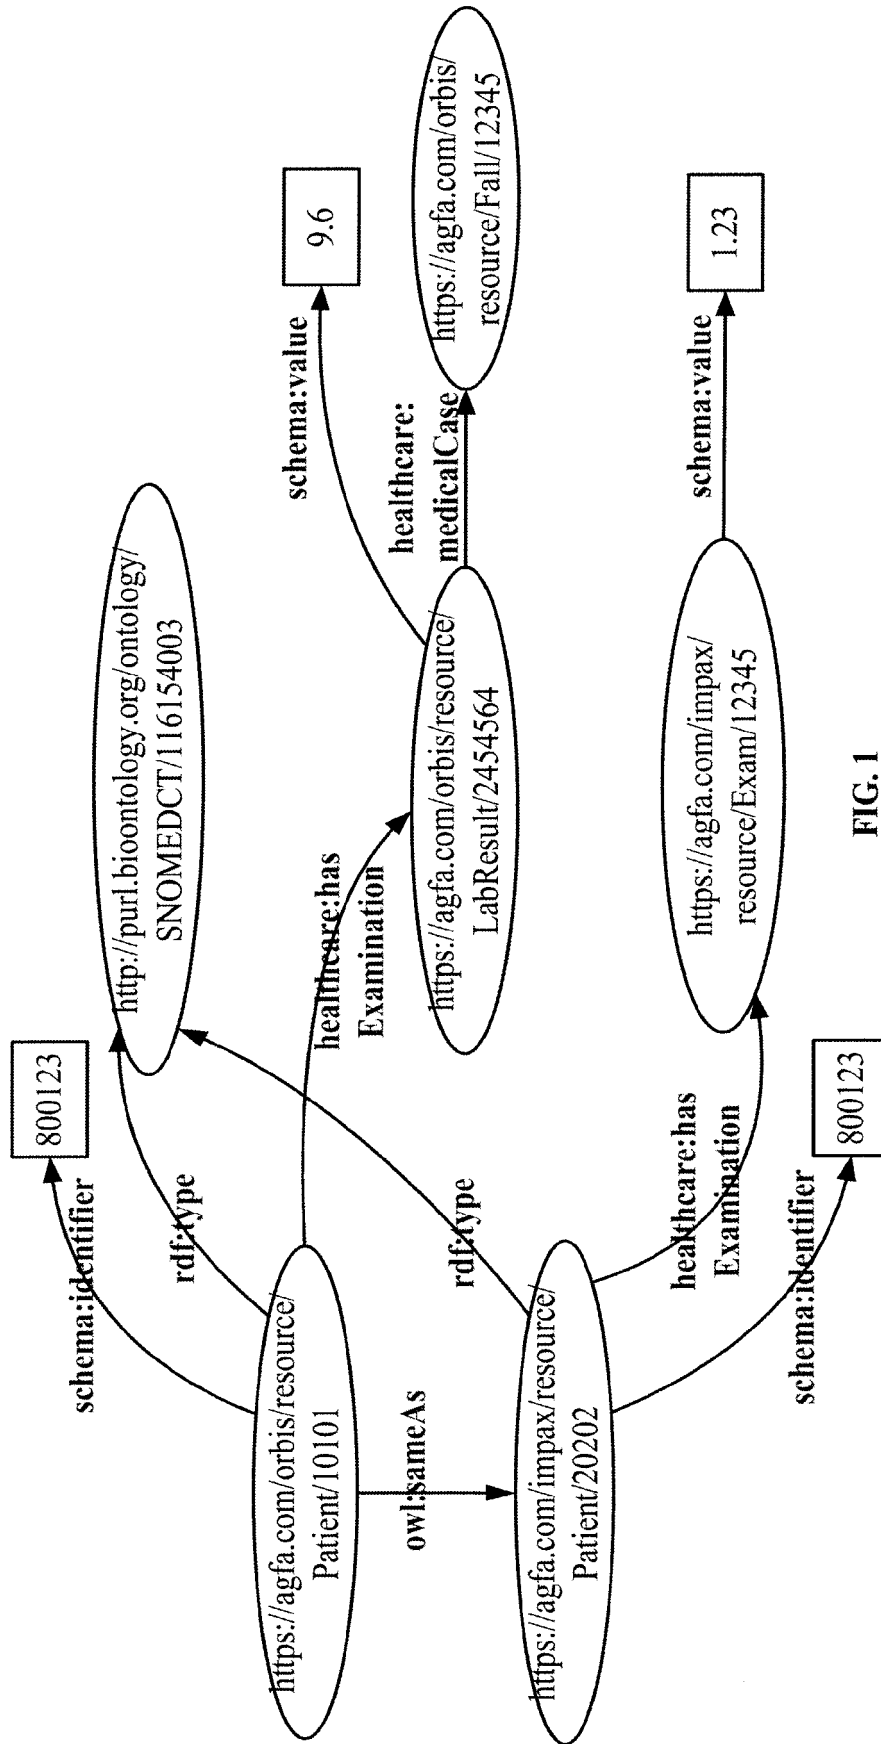 800123
schema:identifier
rdf:type
http://purl.bioontology.org/ontology/
SNOMEDCT/116154003
https://agfa.com/orbis/resource/
Patient/10101
healthcare:has
Examination
schema:value
9.6
owl:sameAs
rdf:type
https://agfa.com/orbis/resource/
LabResult/2454564
healthcare:
medicalCase
https://agfa.com/orbis/
resource/Fall/12345
https://agfa.com/impax/resource/
Patient/20202
healthcare:has
Examination
https://agfa.com/impax/
resource/Exam/12345
schema:value
1.23
schema:identifier
800123
FIG. 1